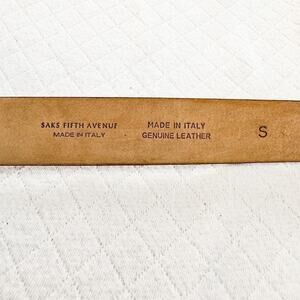 SAKS FIFTH AVENUE
MADE IN ITALY
MADE IN ITALY
GENUINE LEATHER
S